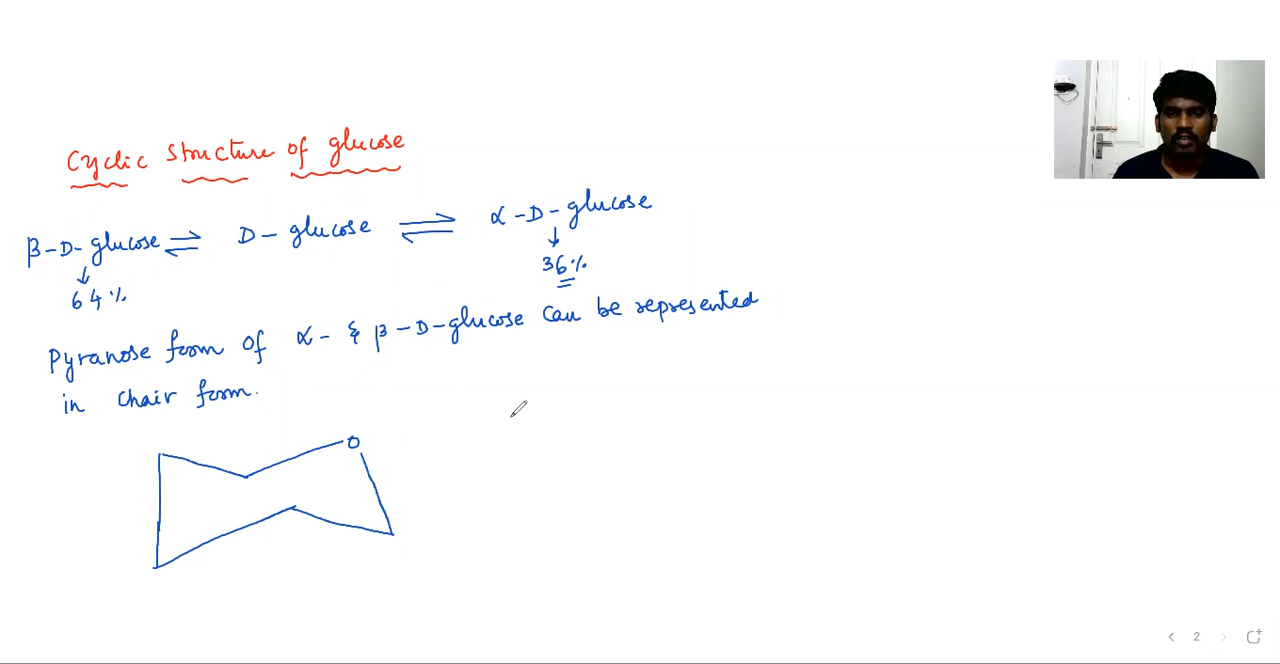 Cyclic structure of glucose
β-D-glucose ⇌ D-glucose ⇌ α-D-glucose
64% 36%
Pyranose form of α- & β-D-glucose can be represented
in chair form.
O
2